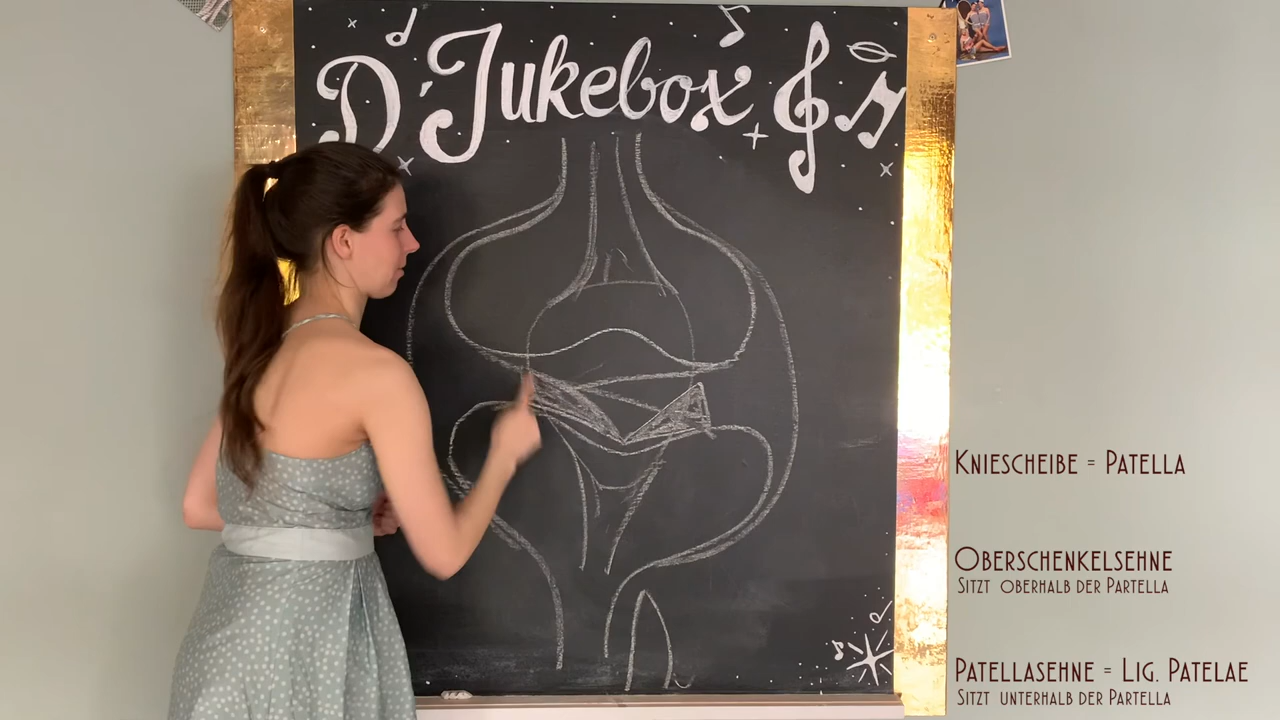 D'Jukebox
Kniescheibe = Patella
Oberschenkelsehne
Sitzt oberhalb der Partella
Patellasehne = Lig. Patelae
Sitzt unterhalb der Partella